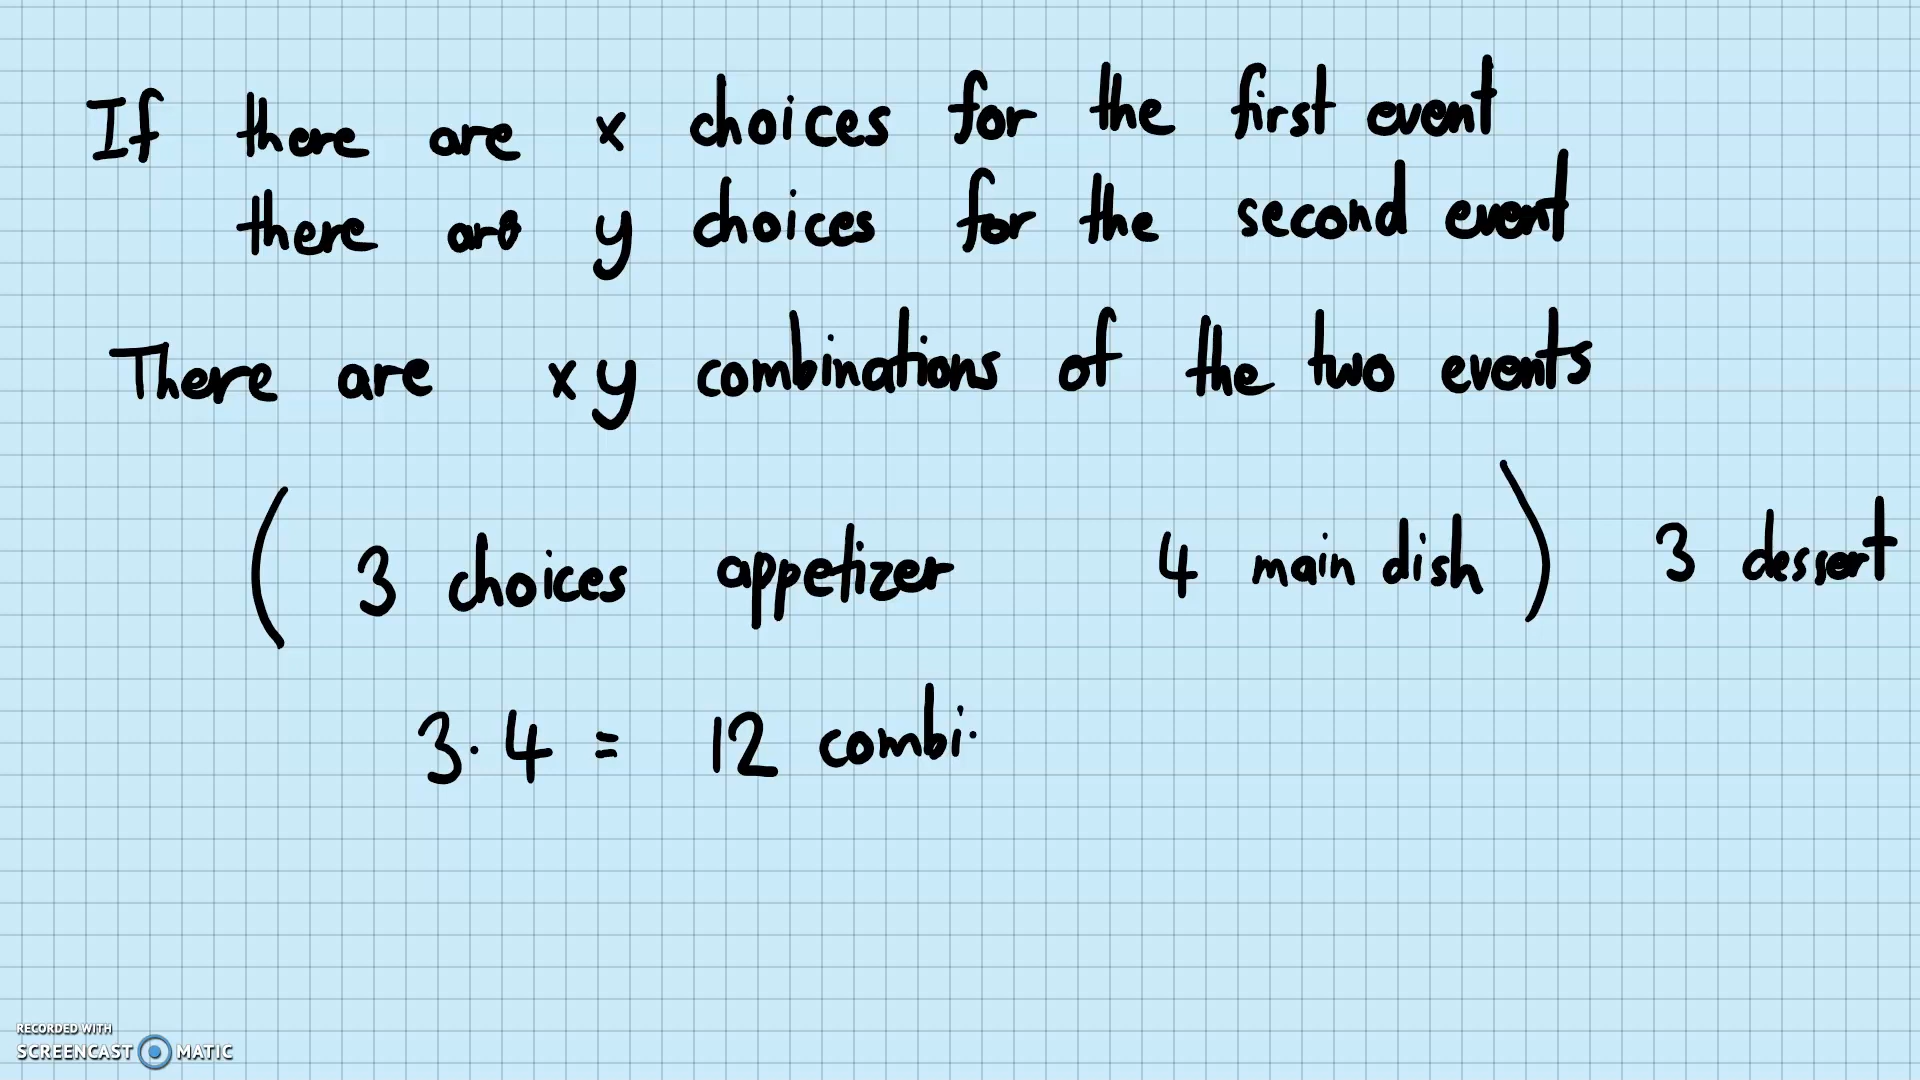 If there are x choices for the first event
there are y choices for the second event
There are xy combinations of the two events
( 3 choices appetizer 4 main dish ) 3 dessert
3 · 4 = 12 combi
RECORDED WITH
SCREENCAST MATIC